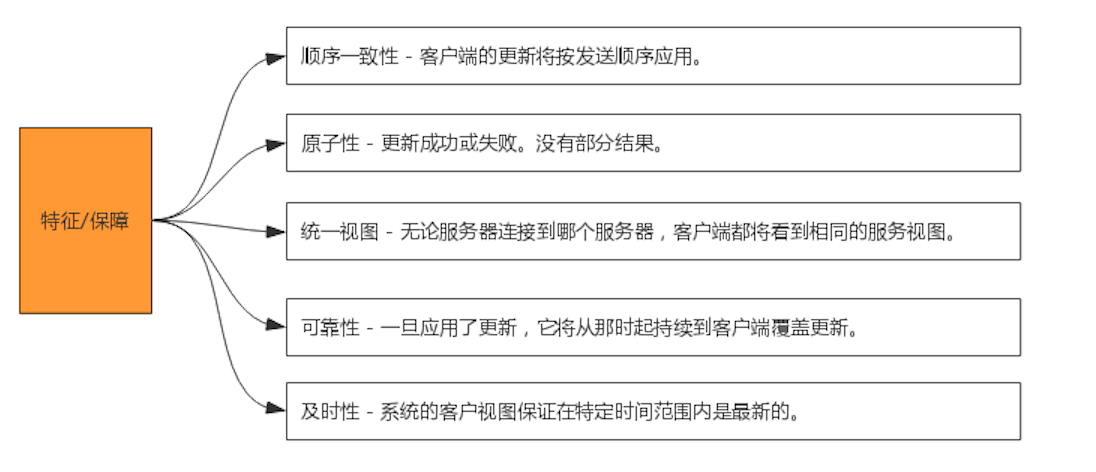 顺序一致性 - 客户端的更新将按发送顺序应用。
原子性 - 更新成功或失败。没有部分结果。
特征/保障
统一视图 - 无论服务器连接到哪个服务器，客户端都将看到相同的服务视图。
可靠性 - 一旦应用了更新，它将从那时起持续到客户端覆盖更新。
及时性 - 系统的客户视图保证在特定时间范围内是最新的。